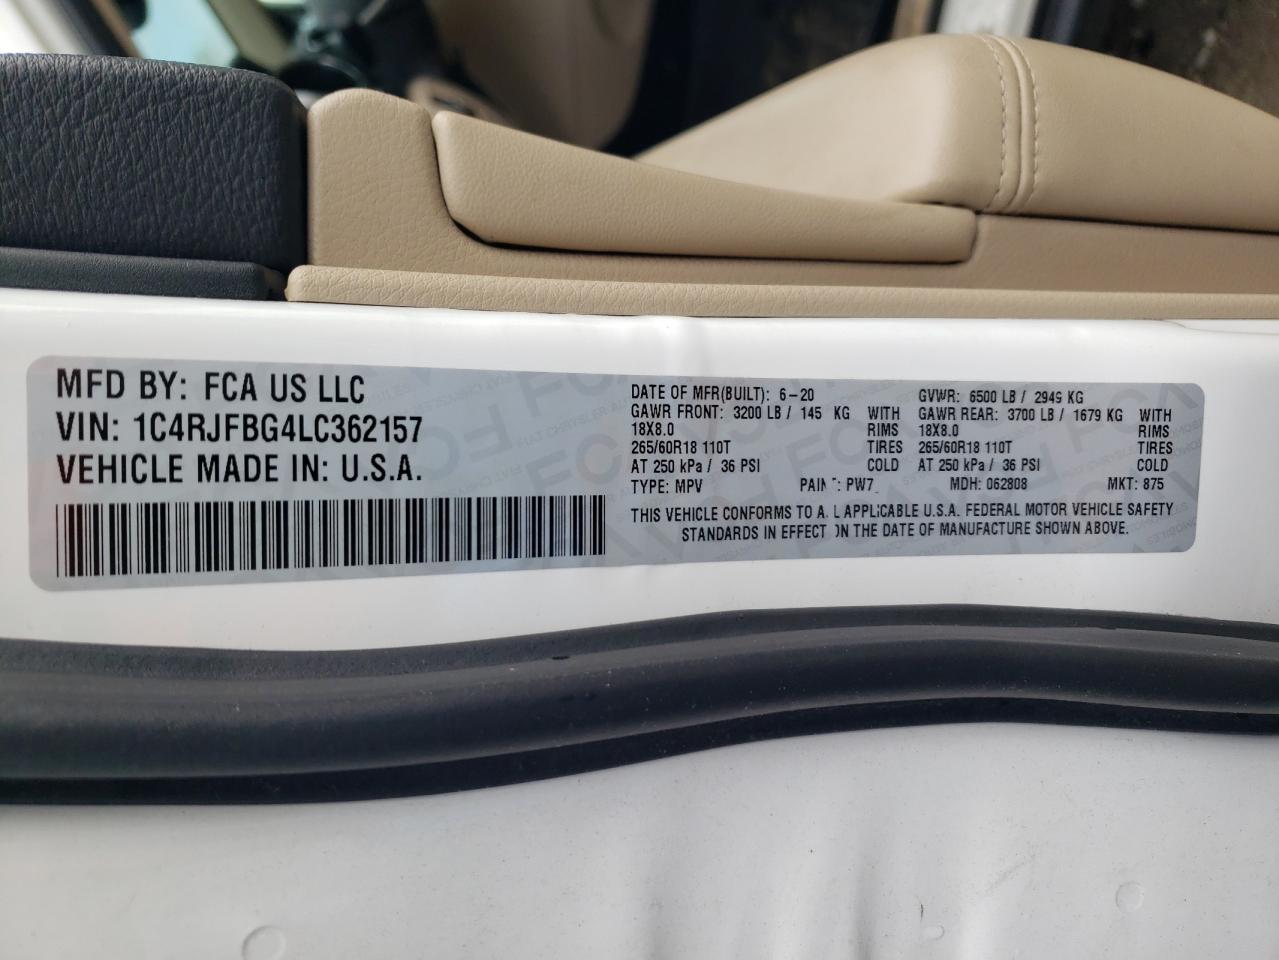 MFD BY: FCA US LLC
VIN: 1C4RJFBG4LC362157
VEHICLE MADE IN: U.S.A.
DATE OF MFR(BUILT): 6-20 GVWR: 6500 LB / 2949 KG
GAWR FRONT: 3200 LB / 145 KG WITH GAWR REAR: 3700 LB / 1679 KG WITH
18X8.0 RIMS 18X8.0 RIMS
265/60R18 110T TIRES 265/60R18 110T TIRES
AT 250 kPa / 36 PSI COLD AT 250 kPa / 36 PSI COLD
TYPE: MPV PAINT: PW7 MDH: 062808 MKT: 875
THIS VEHICLE CONFORMS TO ALL APPLICABLE U.S.A. FEDERAL MOTOR VEHICLE SAFETY
STANDARDS IN EFFECT ON THE DATE OF MANUFACTURE SHOWN ABOVE.